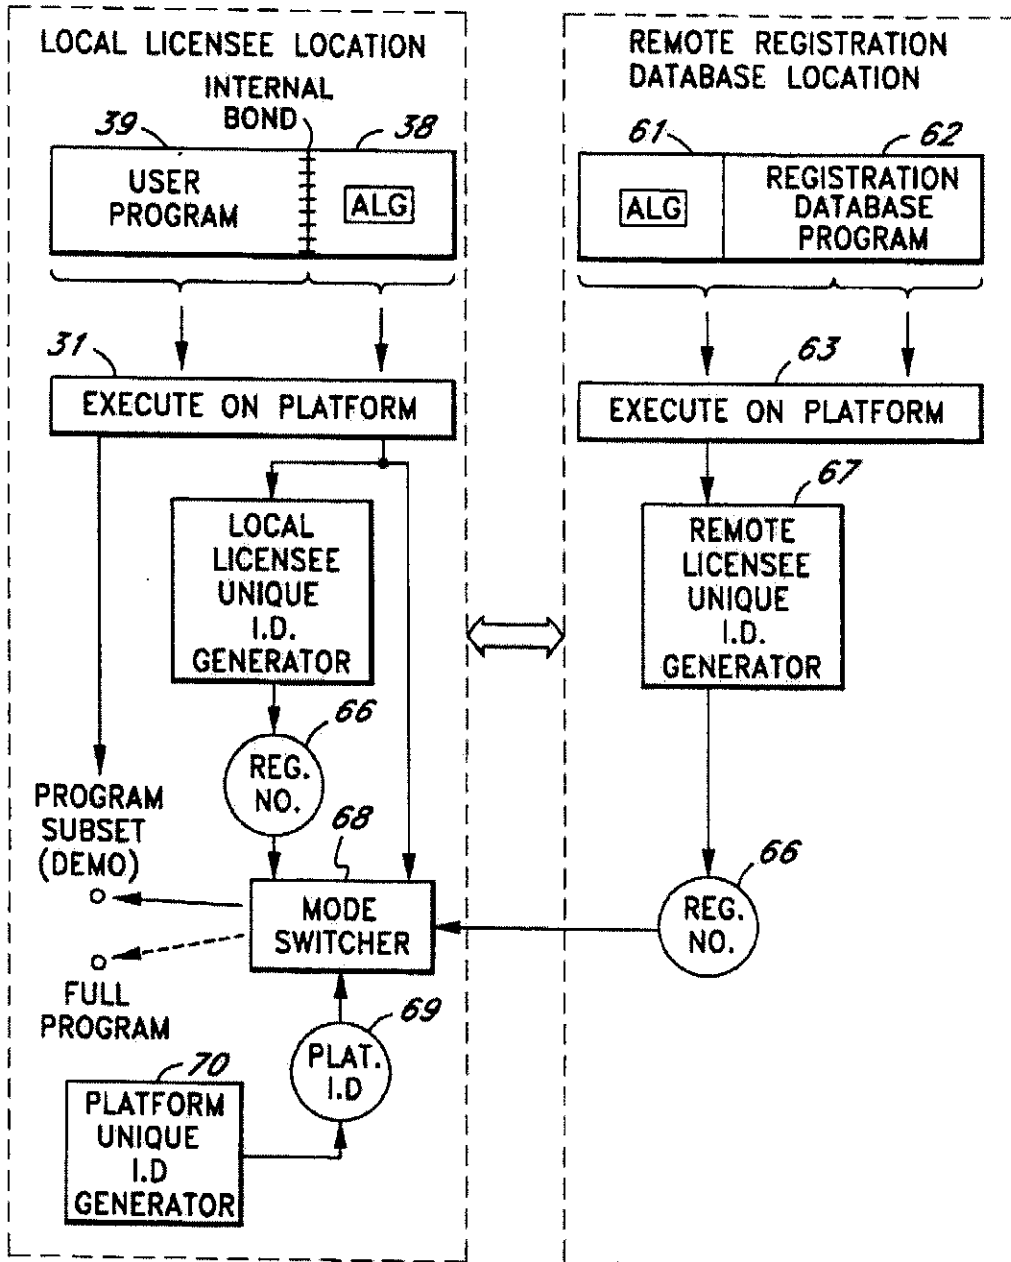 LOCAL LICENSEE LOCATION
INTERNAL
BOND
39
38
USER
PROGRAM
ALG
31
EXECUTE ON PLATFORM
LOCAL
LICENSEE
UNIQUE
I.D.
GENERATOR
66
REG.
NO.
PROGRAM
SUBSET
(DEMO)
68
MODE
SWITCHER
FULL
PROGRAM
69
PLAT.
I.D
70
PLATFORM
UNIQUE
I.D
GENERATOR
REMOTE REGISTRATION
DATABASE LOCATION
61
62
ALG
REGISTRATION
DATABASE
PROGRAM
63
EXECUTE ON PLATFORM
67
REMOTE
LICENSEE
UNIQUE
I.D.
GENERATOR
66
REG.
NO.